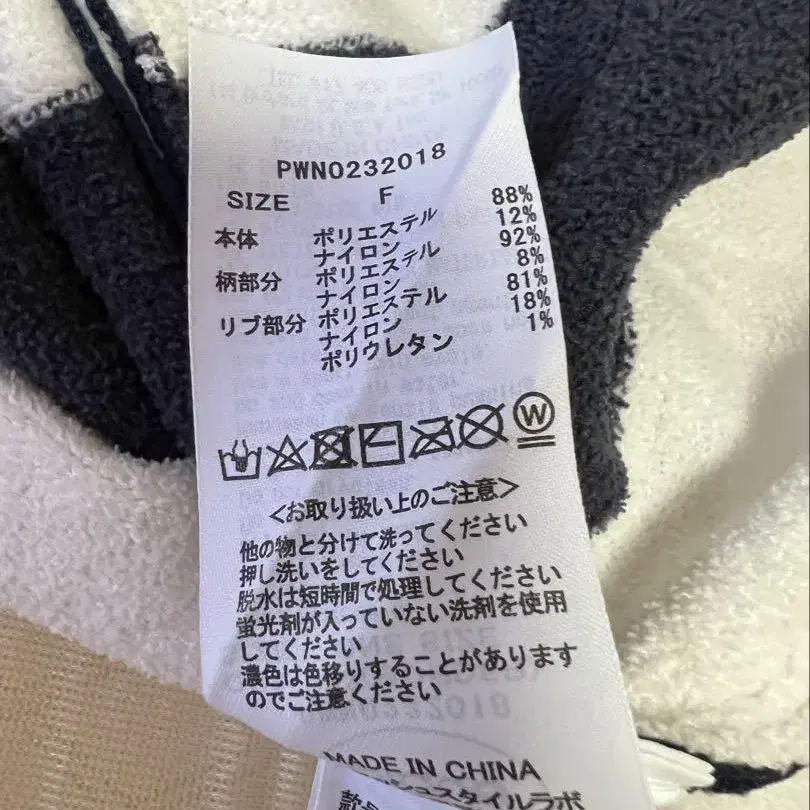 PWNO232018
SIZE F
本体 ポリエステル 88%
ナイロン 12%
柄部分 ポリエステル 92%
ナイロン 8%
リブ部分 ポリエステル 81%
ナイロン 18%
ポリウレタン 1%
W
<お取り扱い上のご注意>
他の物と分けて洗ってください
押し洗いをしてください
脱水は短時間で処理してください
蛍光剤が入っていない洗剤を使用
してください
濃色は色移りすることがあります
のでご注意ください
MADE IN CHINA
シュスタイルラボ